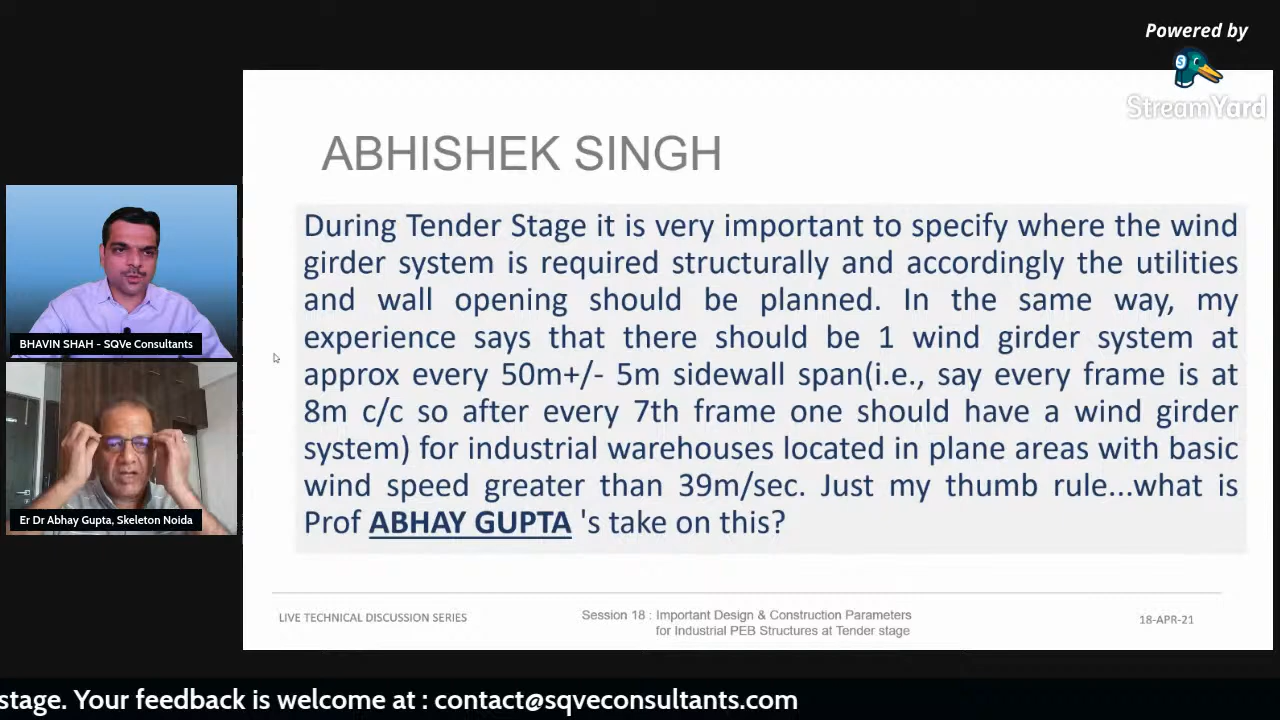 Powered by
StreamYard
ABHISHEK SINGH
During Tender Stage it is very important to specify where the wind
girder system is required structurally and accordingly the utilities
and wall opening should be planned. In the same way, my
experience says that there should be 1 wind girder system at
approx every 50m+/- 5m sidewall span(i.e., say every frame is at
8m c/c so after every 7th frame one should have a wind girder
system) for industrial warehouses located in plane areas with basic
wind speed greater than 39m/sec. Just my thumb rule...what is
Prof ABHAY GUPTA 's take on this?
BHAVIN SHAH - SQVe Consultants
Er Dr Abhay Gupta, Skeleton Noida
LIVE TECHNICAL DISCUSSION SERIES
Session 18 : Important Design & Construction Parameters
for Industrial PEB Structures at Tender stage
18-APR-21
stage. Your feedback is welcome at : contact@sqveconsultants.com